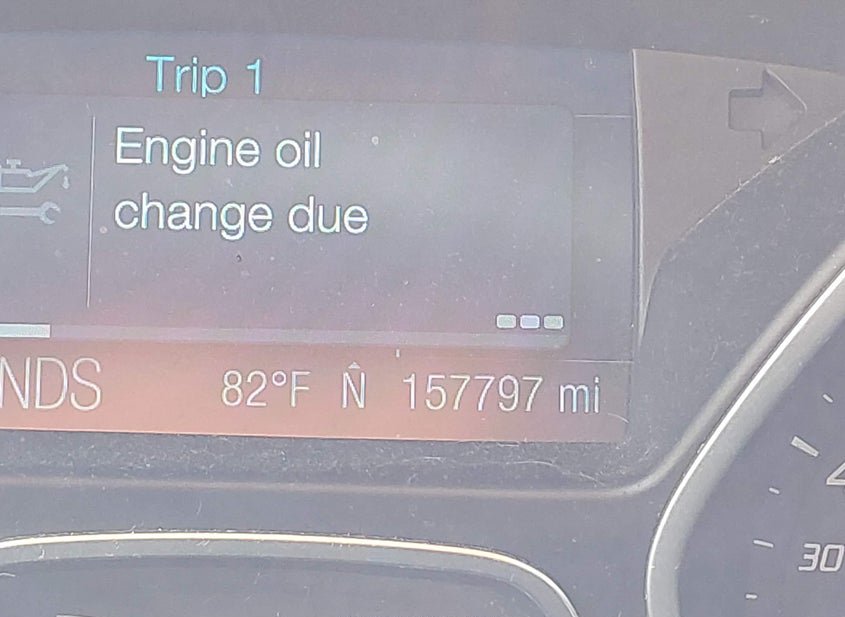 Trip 1
Engine oil
change due
NDS 82°F N 157797 mi
30